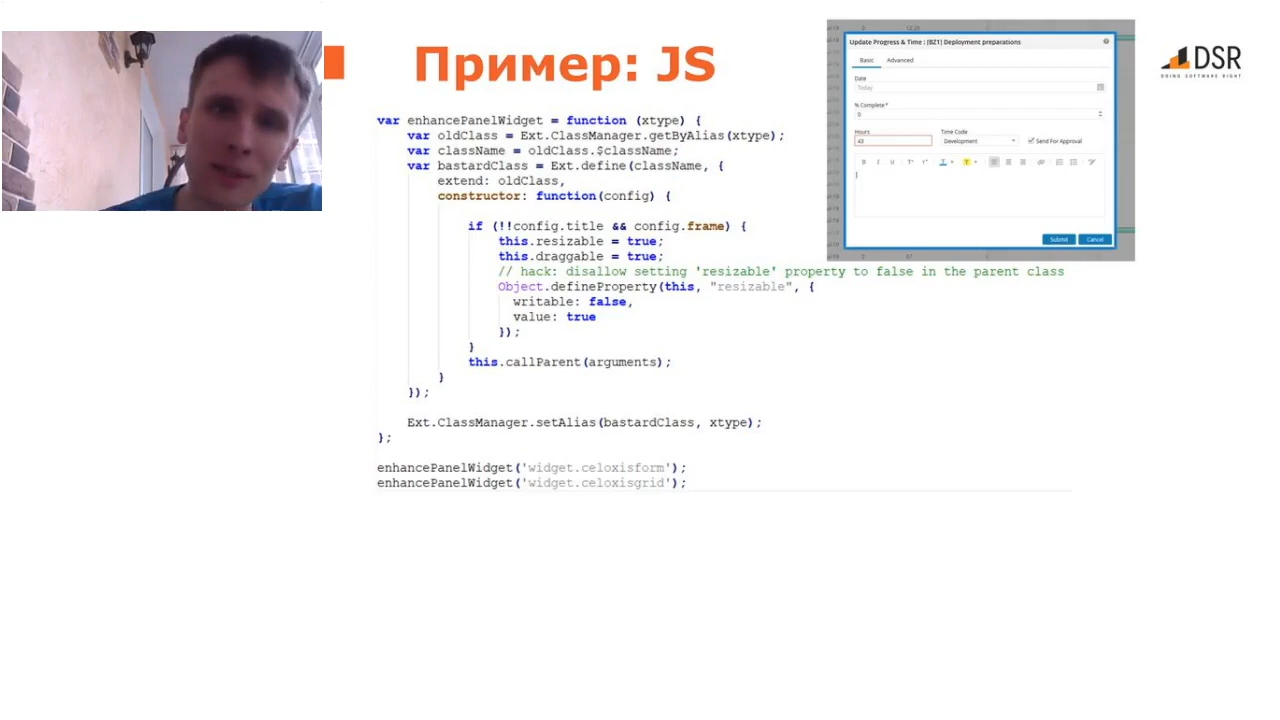 Пример: JS
DSR
DOING SOFTWARE RIGHT
var enhancePanelWidget = function (xtype) {
var oldClass = Ext.ClassManager.getByAlias(xtype);
var className = oldClass.$className;
var bastardClass = Ext.define(className, {
extend: oldClass,
constructor: function(config) {
if (!!config.title && config.frame) {
this.resizable = true;
this.draggable = true;
// hack: disallow setting 'resizable' property to false in the parent class
Object.defineProperty(this, "resizable", {
writable: false,
value: true
});
}
this.callParent(arguments);
}
});
Ext.ClassManager.setAlias(bastardClass, xtype);
};
enhancePanelWidget('widget.celoxisform');
enhancePanelWidget('widget.celoxisgrid');
Update Progress & Time : [BZ1] Deployment preparations
Basic Advanced
Date
Today
% Complete *
0
Hours Time Code
43 Development Send For Approval
Submit Cancel